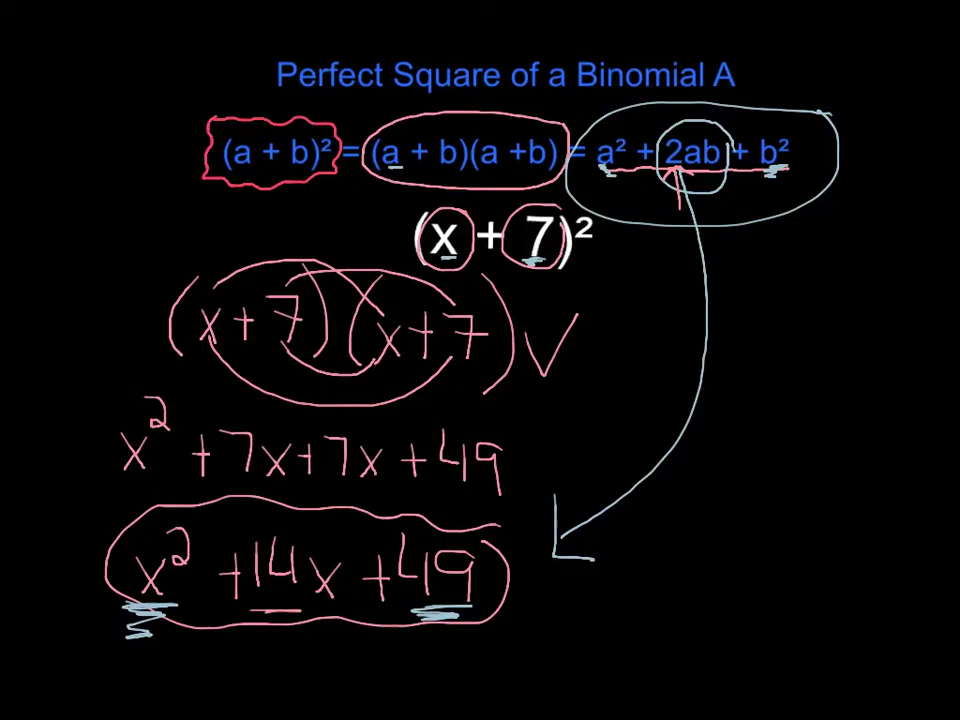 Perfect Square of a Binomial A
(a + b)² = (a + b)(a +b) = a² + 2ab + b²
(x + 7)²
(x+7)(x+7)
x² +7x+7x+49
x² +14x+49